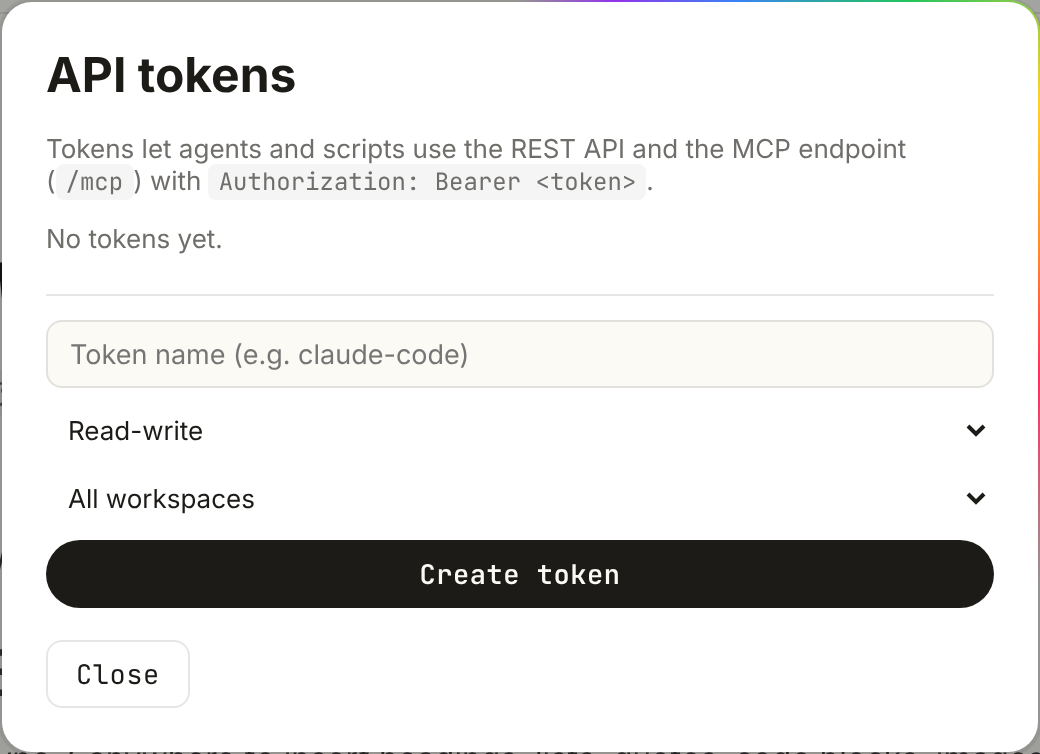 API tokens
Tokens let agents and scripts use the REST API and the MCP endpoint
( /mcp ) with Authorization: Bearer <token> .
No tokens yet.
Token name (e.g. claude-code)
Read-write
All workspaces
Create token
Close